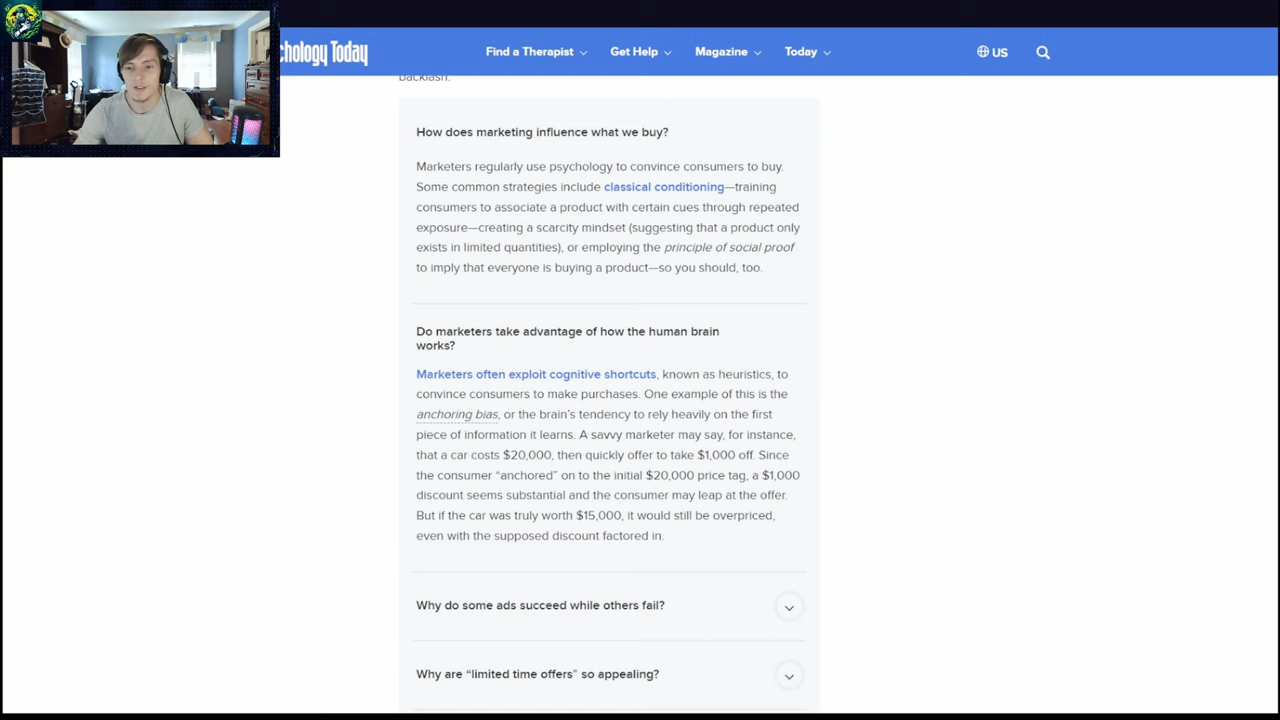 chology Today
Find a Therapist
Get Help
Magazine
Today
US
backlash.
How does marketing influence what we buy?
Marketers regularly use psychology to convince consumers to buy.
Some common strategies include classical conditioning—training
consumers to associate a product with certain cues through repeated
exposure—creating a scarcity mindset (suggesting that a product only
exists in limited quantities), or employing the principle of social proof
to imply that everyone is buying a product—so you should, too.
Do marketers take advantage of how the human brain
works?
Marketers often exploit cognitive shortcuts, known as heuristics, to
convince consumers to make purchases. One example of this is the
anchoring bias, or the brain’s tendency to rely heavily on the first
piece of information it learns. A savvy marketer may say, for instance,
that a car costs $20,000, then quickly offer to take $1,000 off. Since
the consumer “anchored” on to the initial $20,000 price tag, a $1,000
discount seems substantial and the consumer may leap at the offer.
But if the car was truly worth $15,000, it would still be overpriced,
even with the supposed discount factored in.
Why do some ads succeed while others fail?
Why are “limited time offers” so appealing?